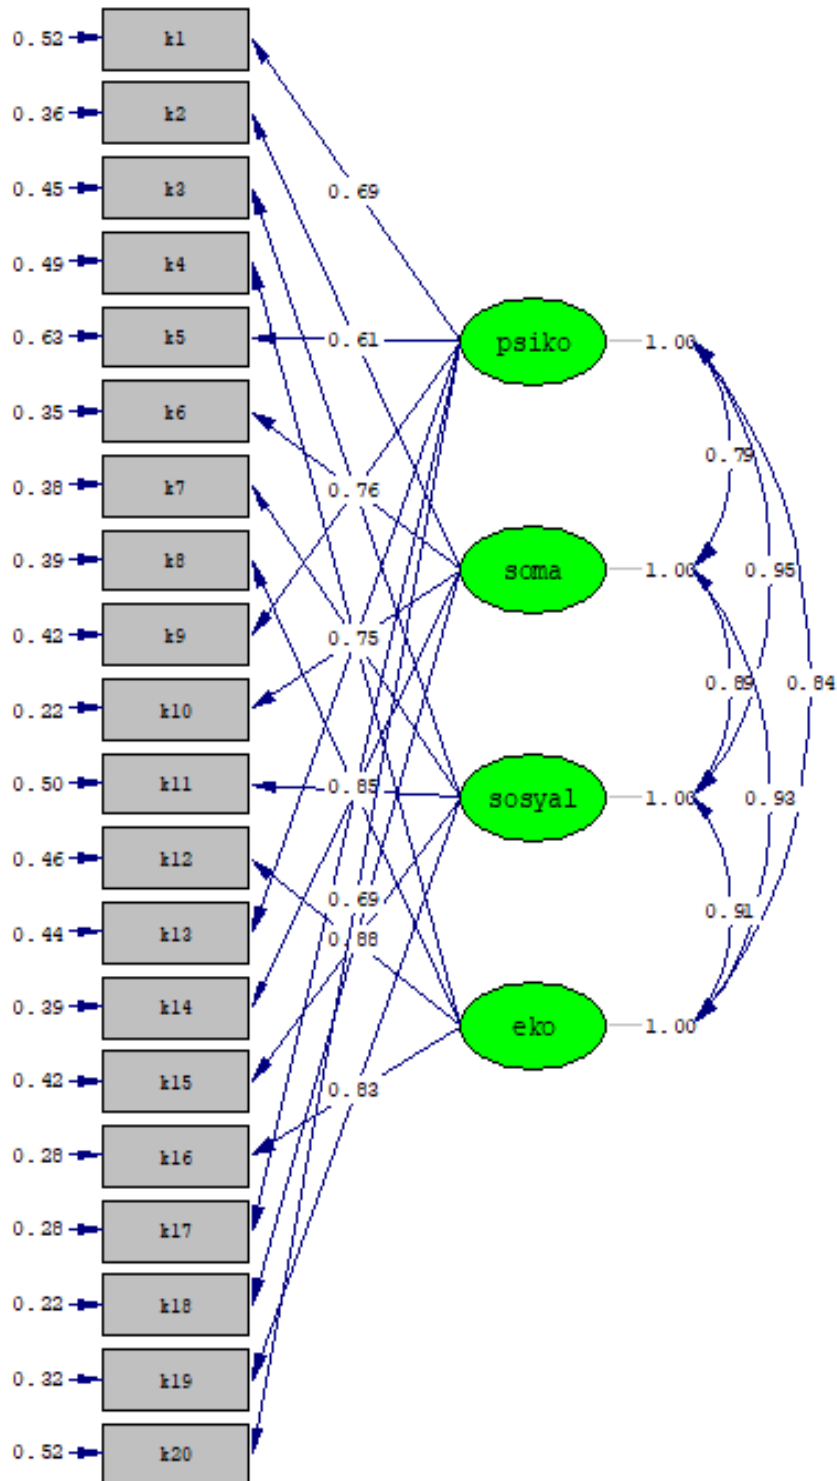 0.52 k1
0.36 k2
0.45 k3
0.69
0.49 k4
0.63 k5 0.61 psiko 1.00
0.35 k6
0.79
0.38 k7 0.76
0.39 k8 soma 1.00 0.95
0.42 k9 0.75
0.22 k10 0.89 0.84
0.50 k11 0.85 sosyal 1.00 0.93
0.46 k12
0.69 0.91
0.44 k13 0.88
0.39 k14 eko 1.00
0.42 k15 0.83
0.28 k16
0.28 k17
0.22 k18
0.32 k19
0.52 k20